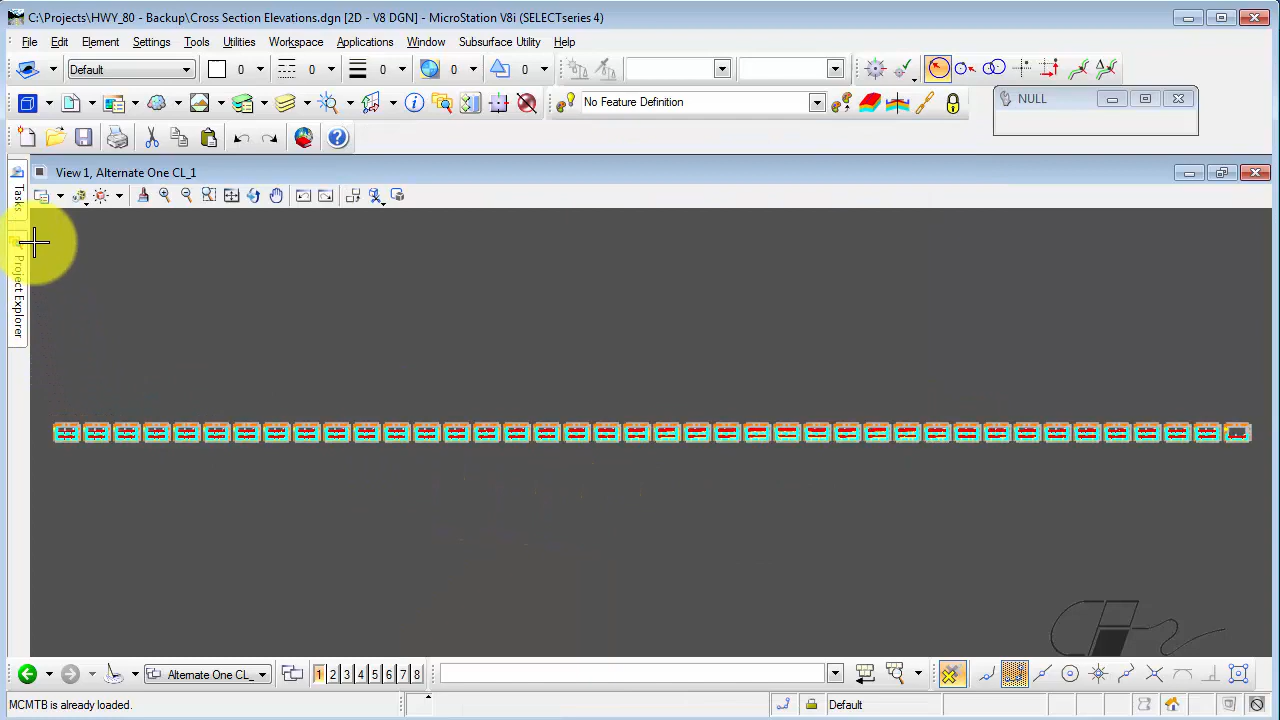 C:\Projects\HWY_80 - Backup\Cross Section Elevations.dgn [2D - V8 DGN] - MicroStation V8i (SELECTseries 4)
File Edit Element Settings Tools Utilities Workspace Applications Window Subsurface Utility Help
Default 0 0 0 0 0
No Feature Definition
NULL
View 1, Alternate One CL_1
Tasks
Project Explorer
Alternate One CL_ 1 2 3 4 5 6 7 8
MCMTB is already loaded. Default